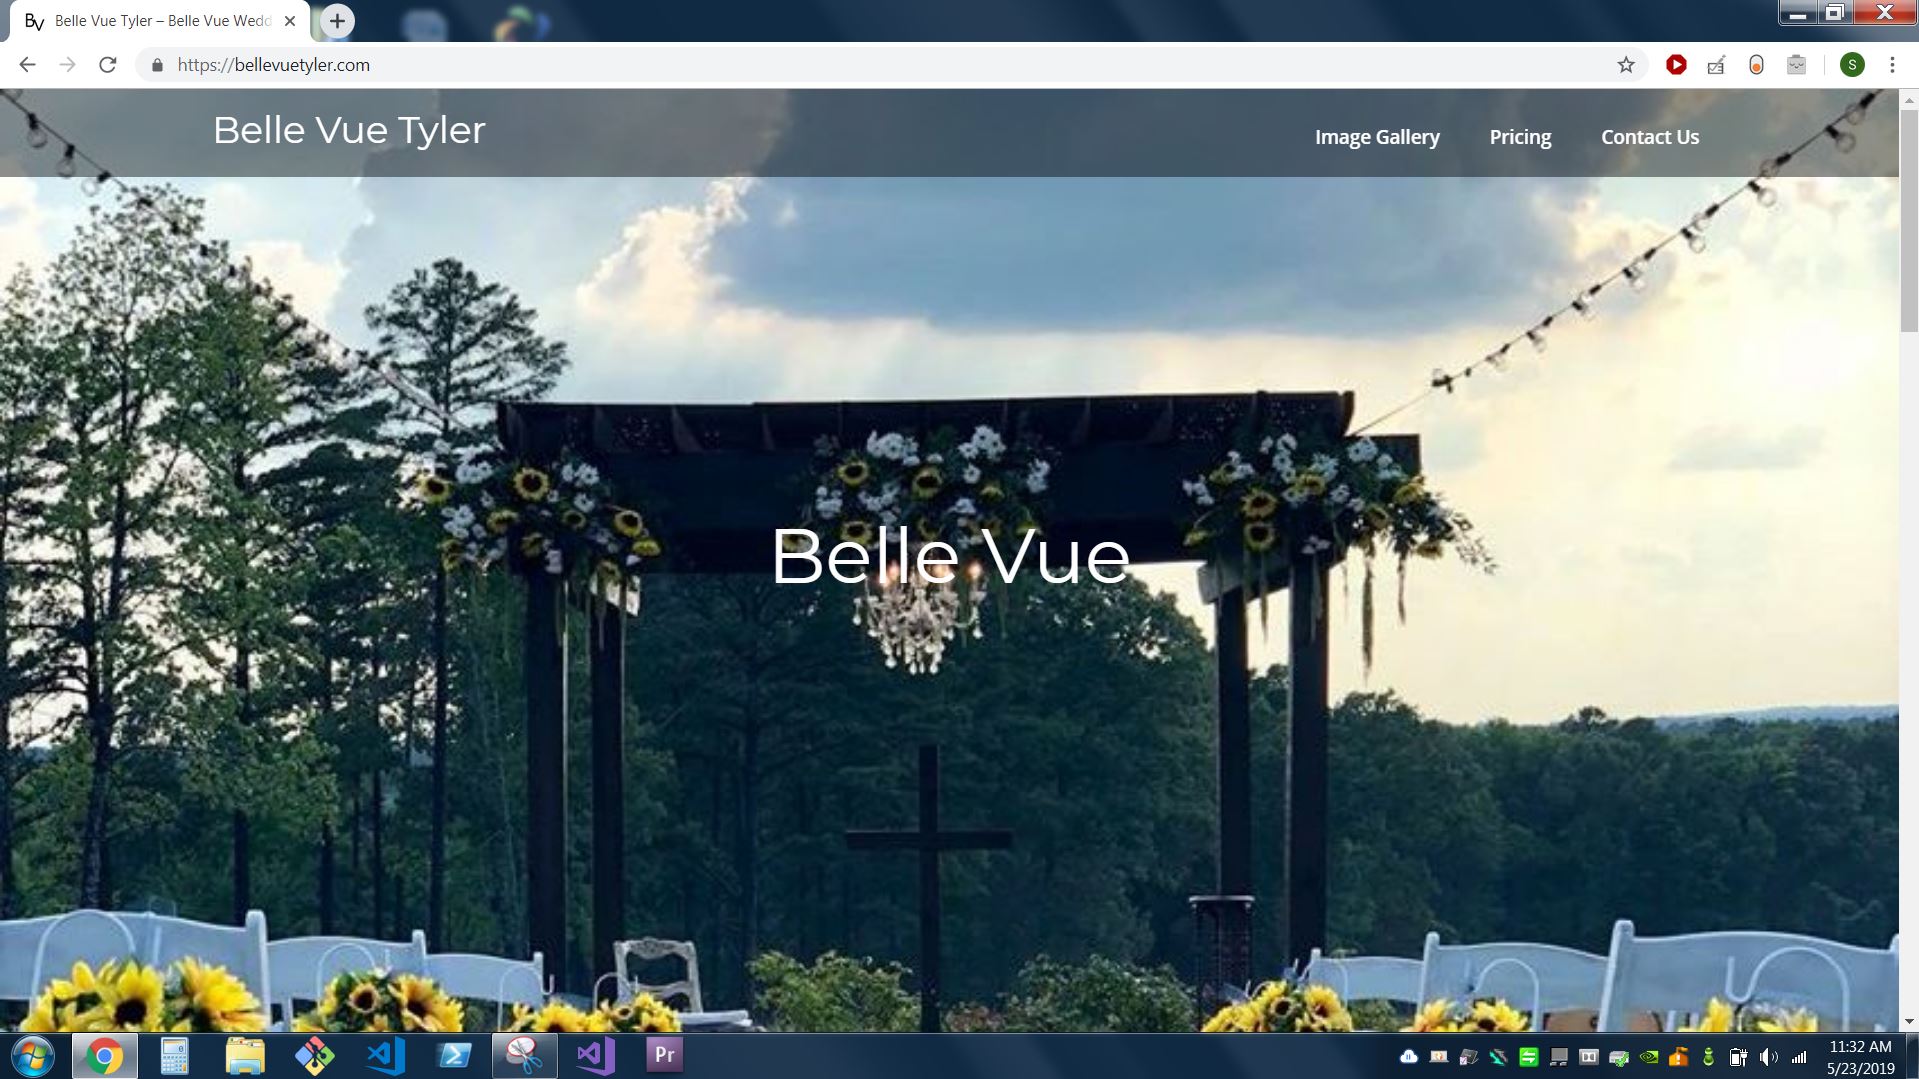 BV Belle Vue Tyler – Belle Vue Wedd
https://bellevuetyler.com
S
Belle Vue Tyler
Image Gallery
Pricing
Contact Us
Belle Vue
Pr
11:32 AM
5/23/2019